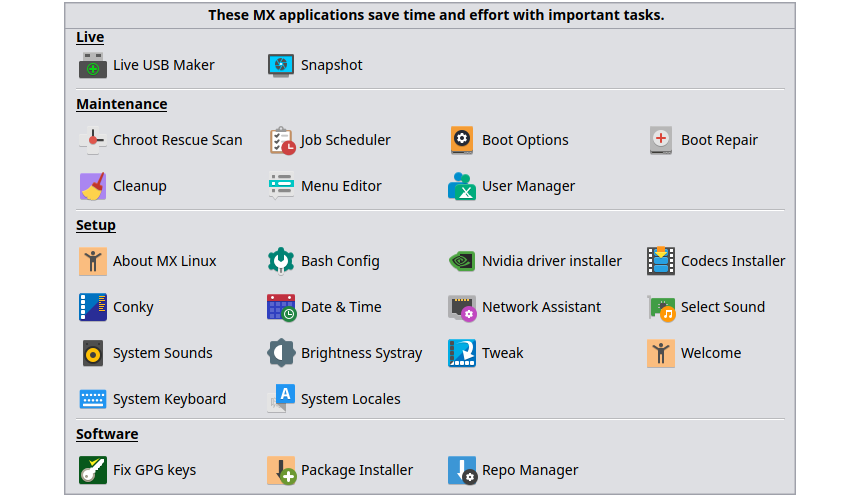 These MX applications save time and effort with important tasks.
Live
Live USB Maker Snapshot
Maintenance
Chroot Rescue Scan Job Scheduler Boot Options Boot Repair
Cleanup Menu Editor User Manager
Setup
About MX Linux Bash Config Nvidia driver installer Codecs Installer
Conky Date & Time Network Assistant Select Sound
System Sounds Brightness Systray Tweak Welcome
System Keyboard A System Locales
Software
Fix GPG keys Package Installer Repo Manager